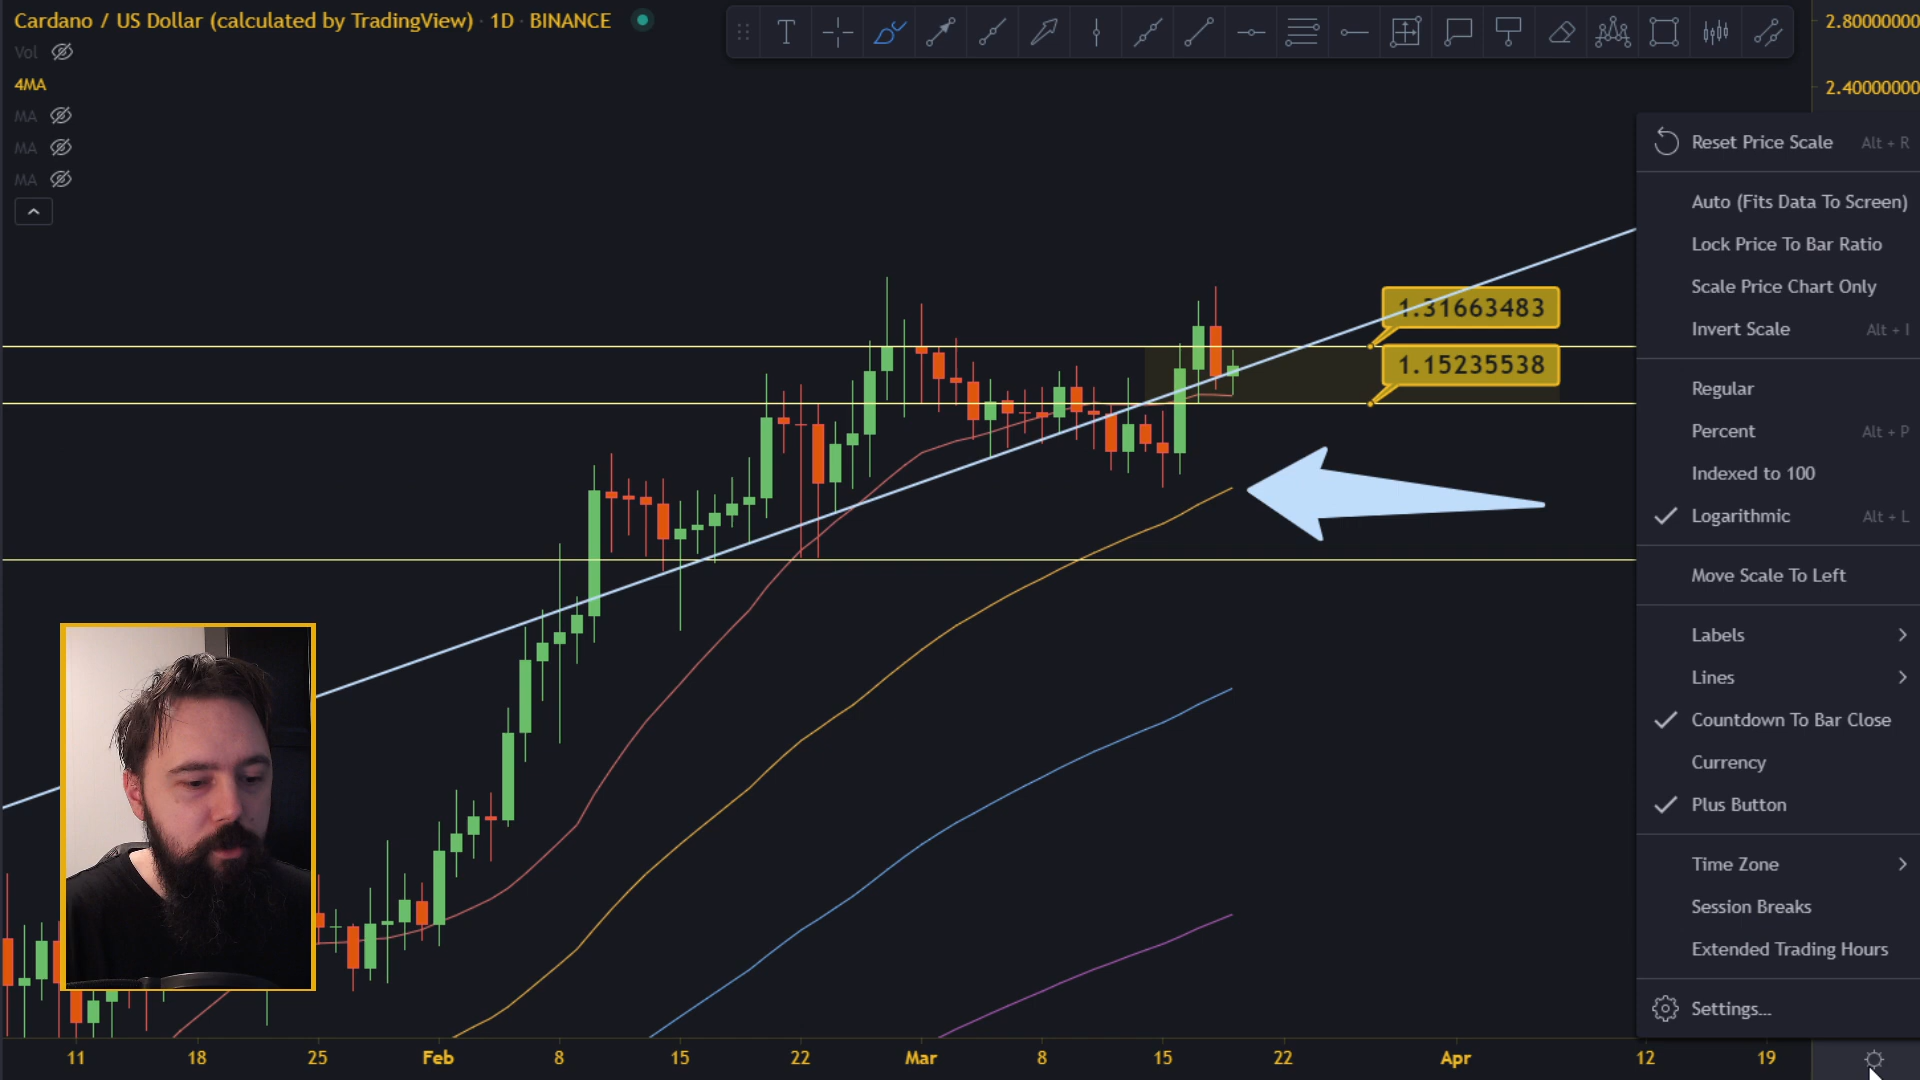 Cardano / US Dollar (calculated by TradingView) · 1D · BINANCE
Vol
4MA
MA
MA
MA
2.80000000
2.40000000
Reset Price Scale Alt + R
Auto (Fits Data To Screen)
Lock Price To Bar Ratio
Scale Price Chart Only
Invert Scale Alt + I
Regular
Percent Alt + P
Indexed to 100
Logarithmic Alt + L
Move Scale To Left
Labels
Lines
Countdown To Bar Close
Currency
Plus Button
Time Zone
Session Breaks
Extended Trading Hours
Settings...
1.31663483
1.15235538
11 18 25 Feb 8 15 22 Mar 8 15 22 Apr 12 19